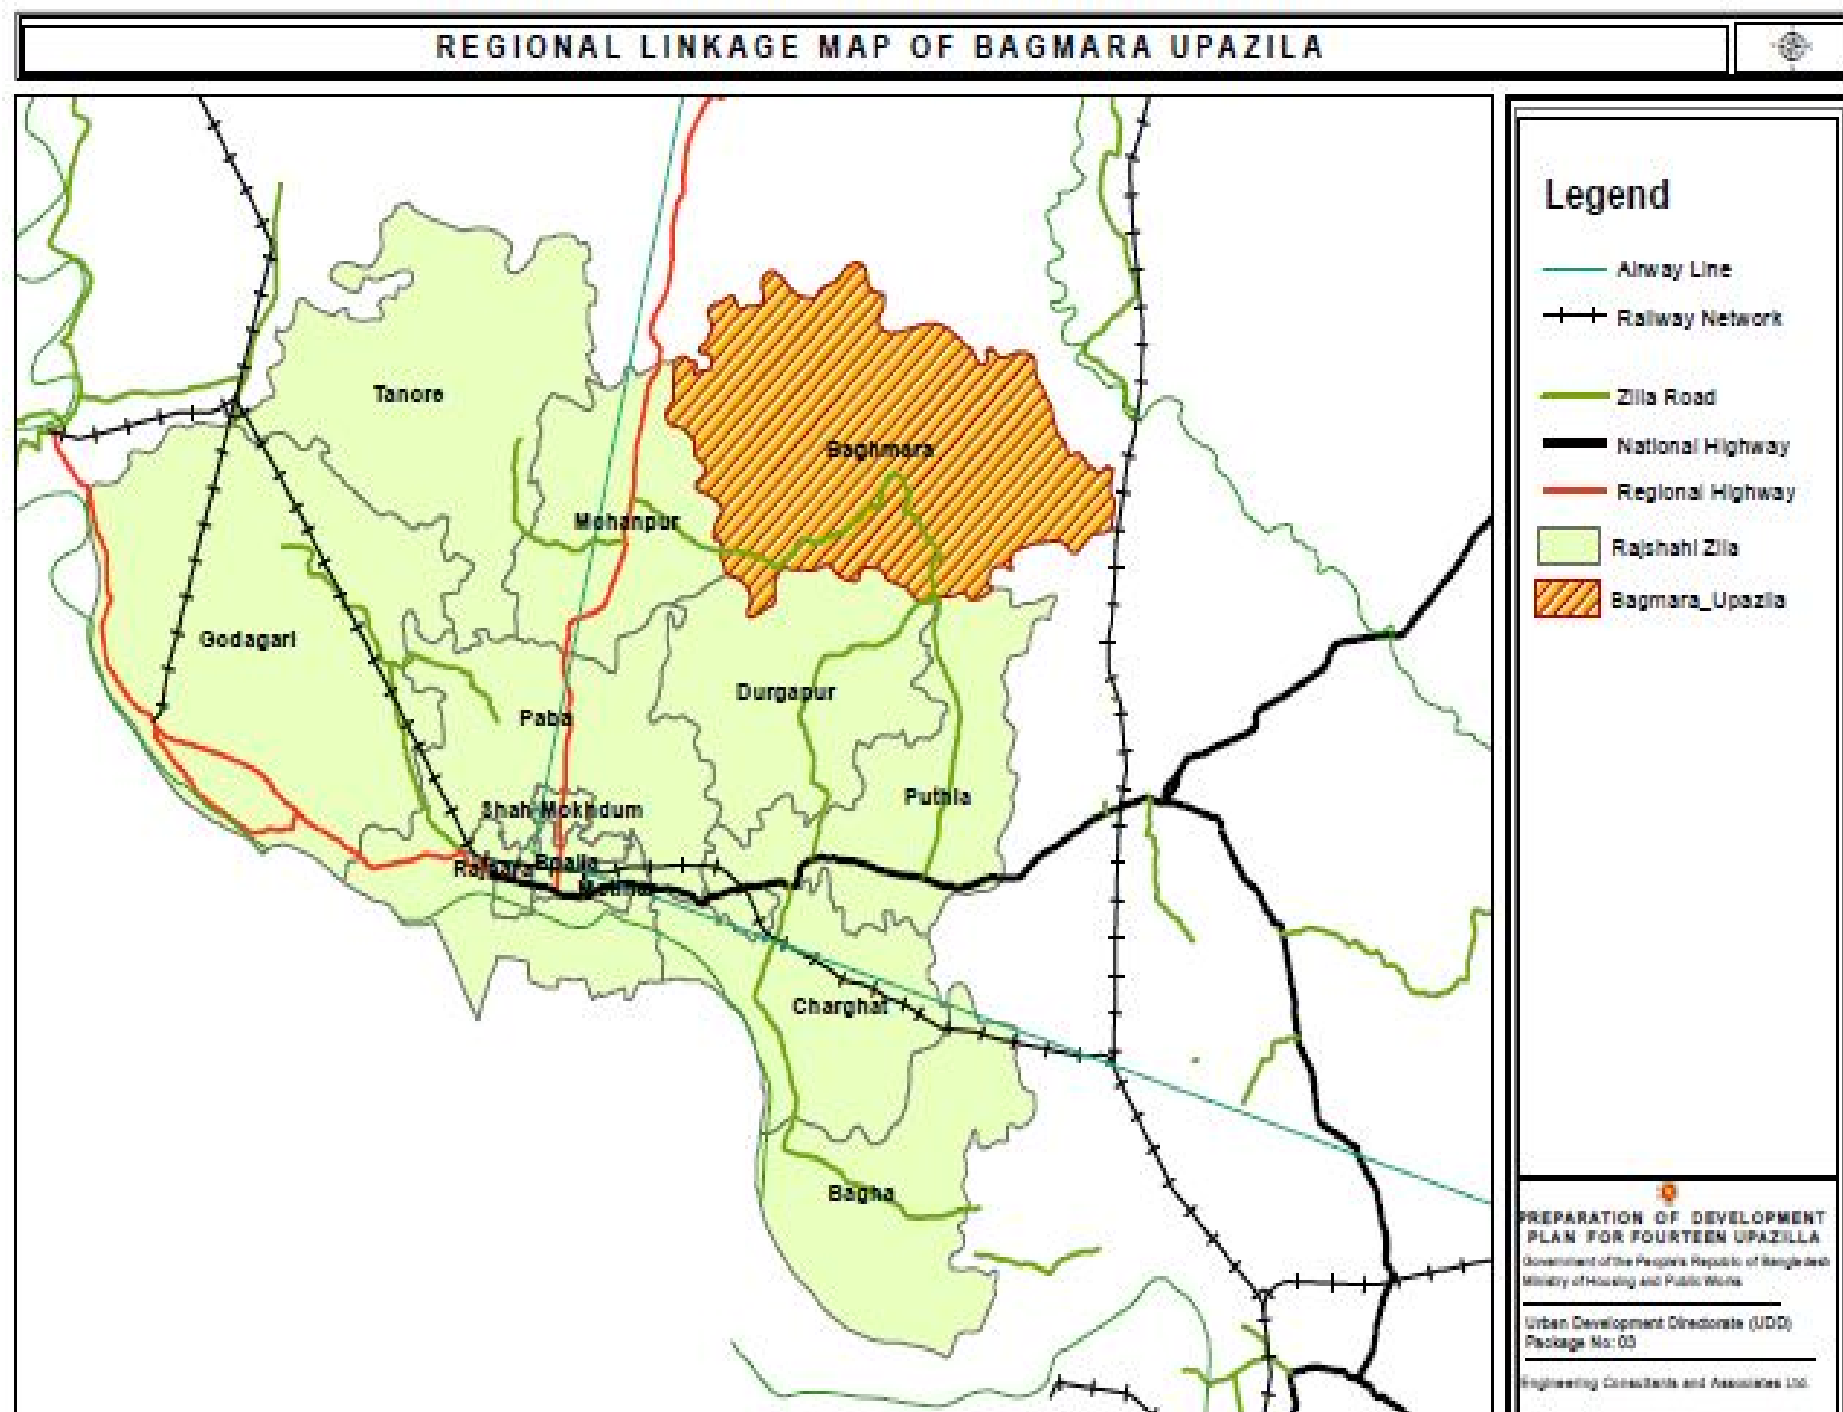 REGIONAL LINKAGE MAP OF BAGMARA UPAZILA
Legend
Airway Line
Railway Network
Zilla Road
National Highway
Regional Highway
Rajshahi Zila
Bagmara_Upazila
Tanore
Baghmara
Mohanpur
Godagari
Durgapur
Paba
Puthia
Shah Mokhdum
Boalia
Charghat
Bagha
PREPARATION OF DEVELOPMENT
PLAN FOR FOURTEEN UPAZILLA
Government of the People's Republic of Bangladesh
Ministry of Housing and Public Works
Urban Development Directorate (UDD)
Package No: 03
Engineering Consultants and Associates Ltd.